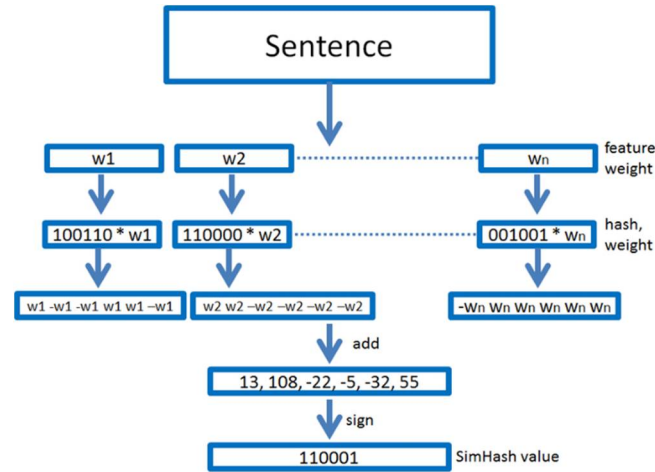 Sentence
w1 w2 wn feature
weight
100110 * w1 110000 * w2 001001 * wn hash,
weight
w1 -w1 -w1 w1 w1 –w1 w2 w2 –w2 –w2 –w2 –w2 -wn wn wn wn wn wn
add
13, 108, -22, -5, -32, 55
sign
110001 SimHash value